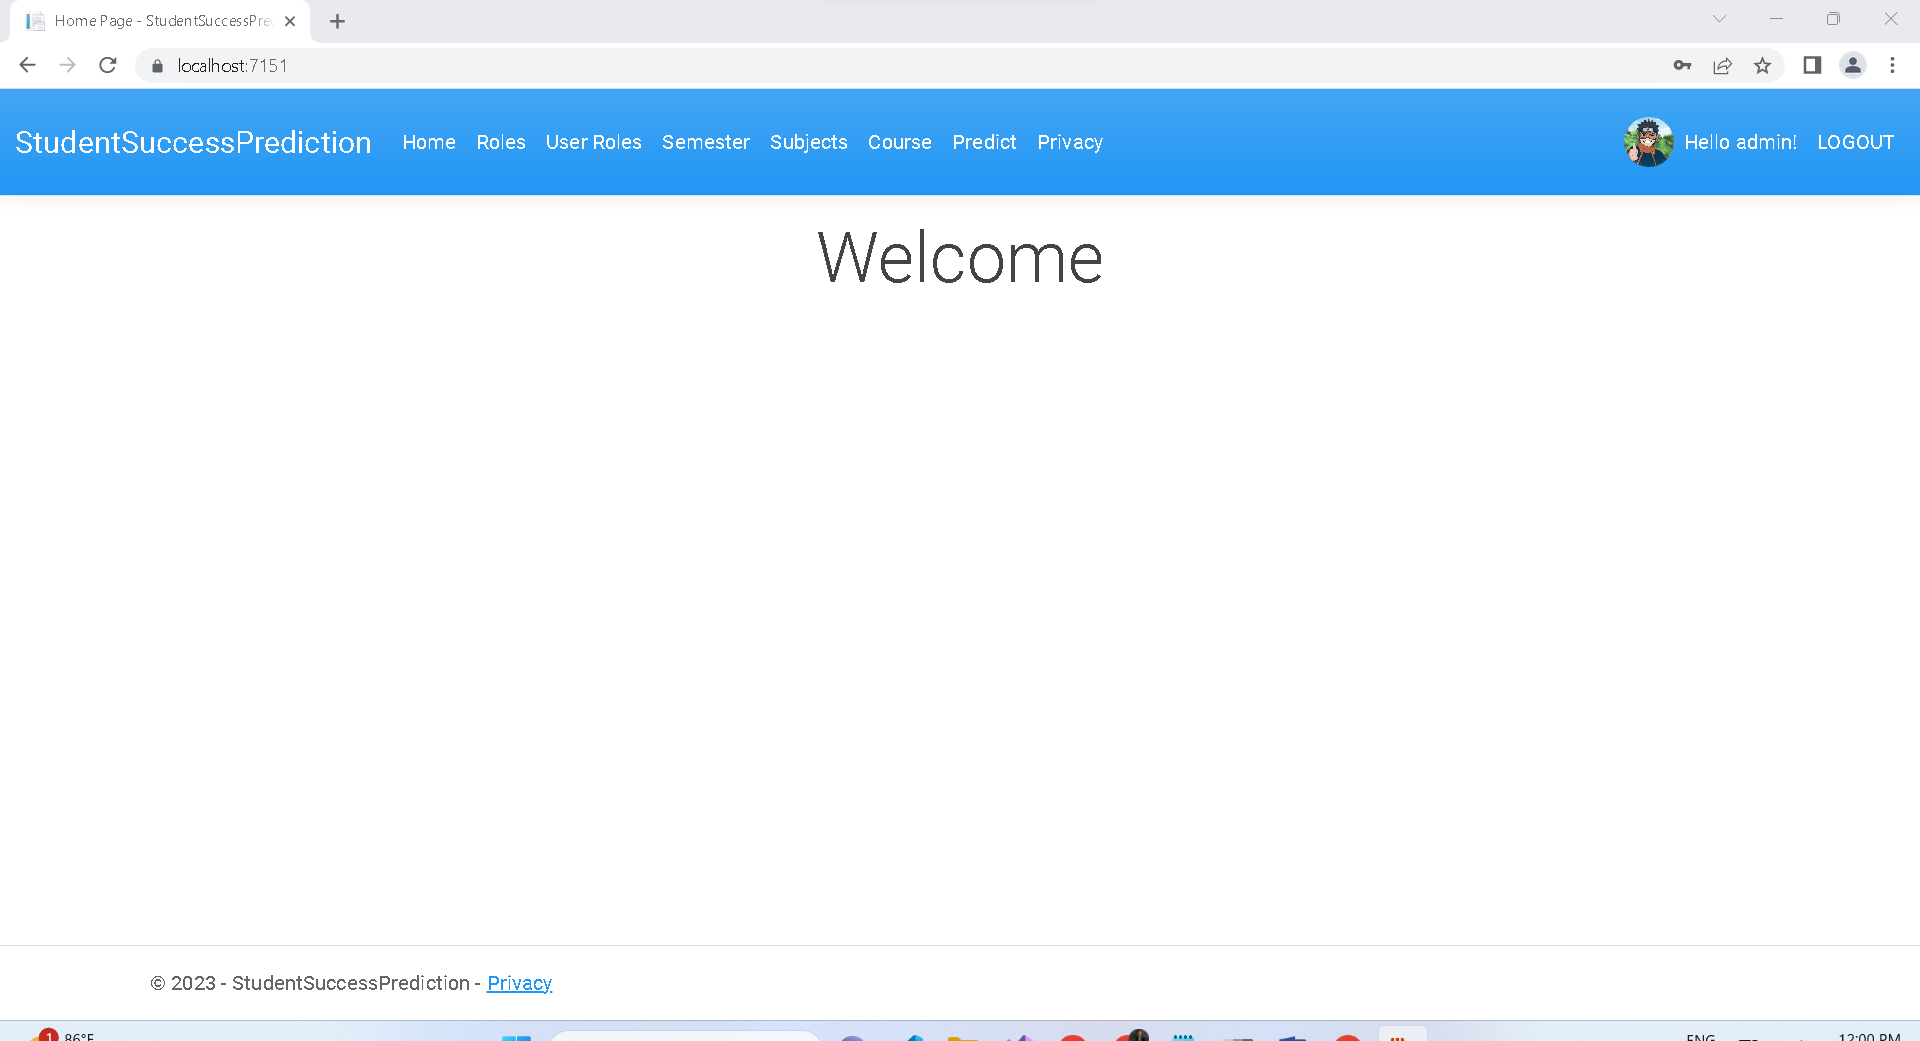 Home Page - StudentSuccessPre
localhost:7151
StudentSuccessPrediction Home Roles User Roles Semester Subjects Course Predict Privacy Hello admin! LOGOUT
Welcome
© 2023 - StudentSuccessPrediction - Privacy
1 86°F ENG 12:00 PM